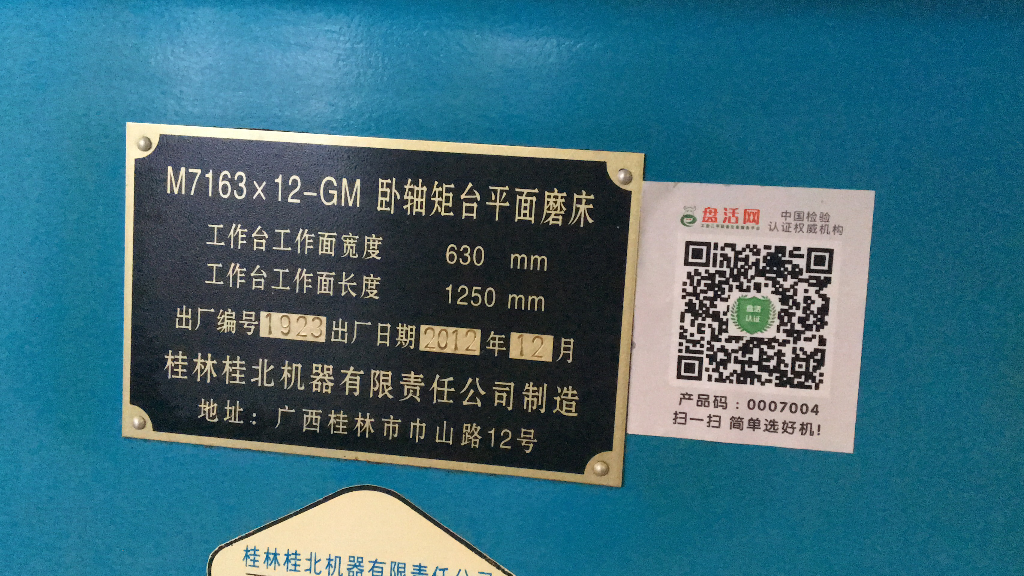 M7163×12-GM 卧轴矩台平面磨床
工作台工作面宽度 630 mm
工作台工作面长度 1250 mm
出厂编号 1923 出厂日期 2012 年 12 月
桂林桂北机器有限责任公司制造
地址：广西桂林市巾山路12号
盘活网
中国检验
认证权威机构
盘活
认证
产品码：0007004
扫一扫 简单选好机!
桂林桂北机器有限责任公司